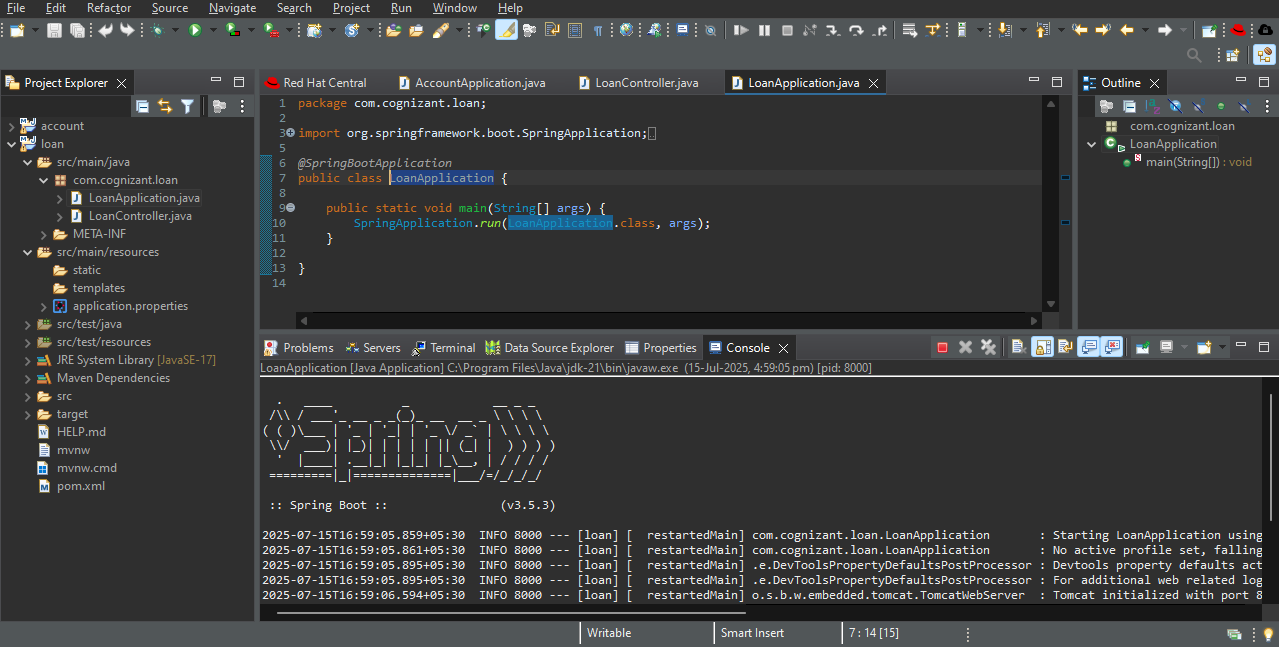 File Edit Refactor Source Navigate Search Project Run Window Help
Project Explorer
account
loan
src/main/java
com.cognizant.loan
LoanApplication.java
LoanController.java
META-INF
src/main/resources
static
templates
application.properties
src/test/java
src/test/resources
JRE System Library [JavaSE-17]
Maven Dependencies
src
target
HELP.md
mvnw
mvnw.cmd
pom.xml
Red Hat Central AccountApplication.java LoanController.java LoanApplication.java
1 package com.cognizant.loan;
2
3 import org.springframework.boot.SpringApplication;
5
6 @SpringBootApplication
7 public class LoanApplication {
8
9 public static void main(String[] args) {
10 SpringApplication.run(LoanApplication.class, args);
11 }
12
13 }
14
Outline
com.cognizant.loan
LoanApplication
main(String[]) : void
Problems Servers Terminal Data Source Explorer Properties Console
LoanApplication [Java Application] C:\Program Files\Java\jdk-21\bin\javaw.exe (15-Jul-2025, 4:59:05 pm) [pid: 8000]
Spring
:: Spring Boot :: (v3.5.3)
2025-07-15T16:59:05.859+05:30 INFO 8000 --- [loan] [ restartedMain] com.cognizant.loan.LoanApplication : Starting LoanApplication using
2025-07-15T16:59:05.861+05:30 INFO 8000 --- [loan] [ restartedMain] com.cognizant.loan.LoanApplication : No active profile set, falling
2025-07-15T16:59:05.895+05:30 INFO 8000 --- [loan] [ restartedMain] .e.DevToolsPropertyDefaultsPostProcessor : Devtools property defaults act
2025-07-15T16:59:05.895+05:30 INFO 8000 --- [loan] [ restartedMain] .e.DevToolsPropertyDefaultsPostProcessor : For additional web related log
2025-07-15T16:59:06.594+05:30 INFO 8000 --- [loan] [ restartedMain] o.s.b.w.embedded.tomcat.TomcatWebServer : Tomcat initialized with port 8
Writable Smart Insert 7 : 14 [15]